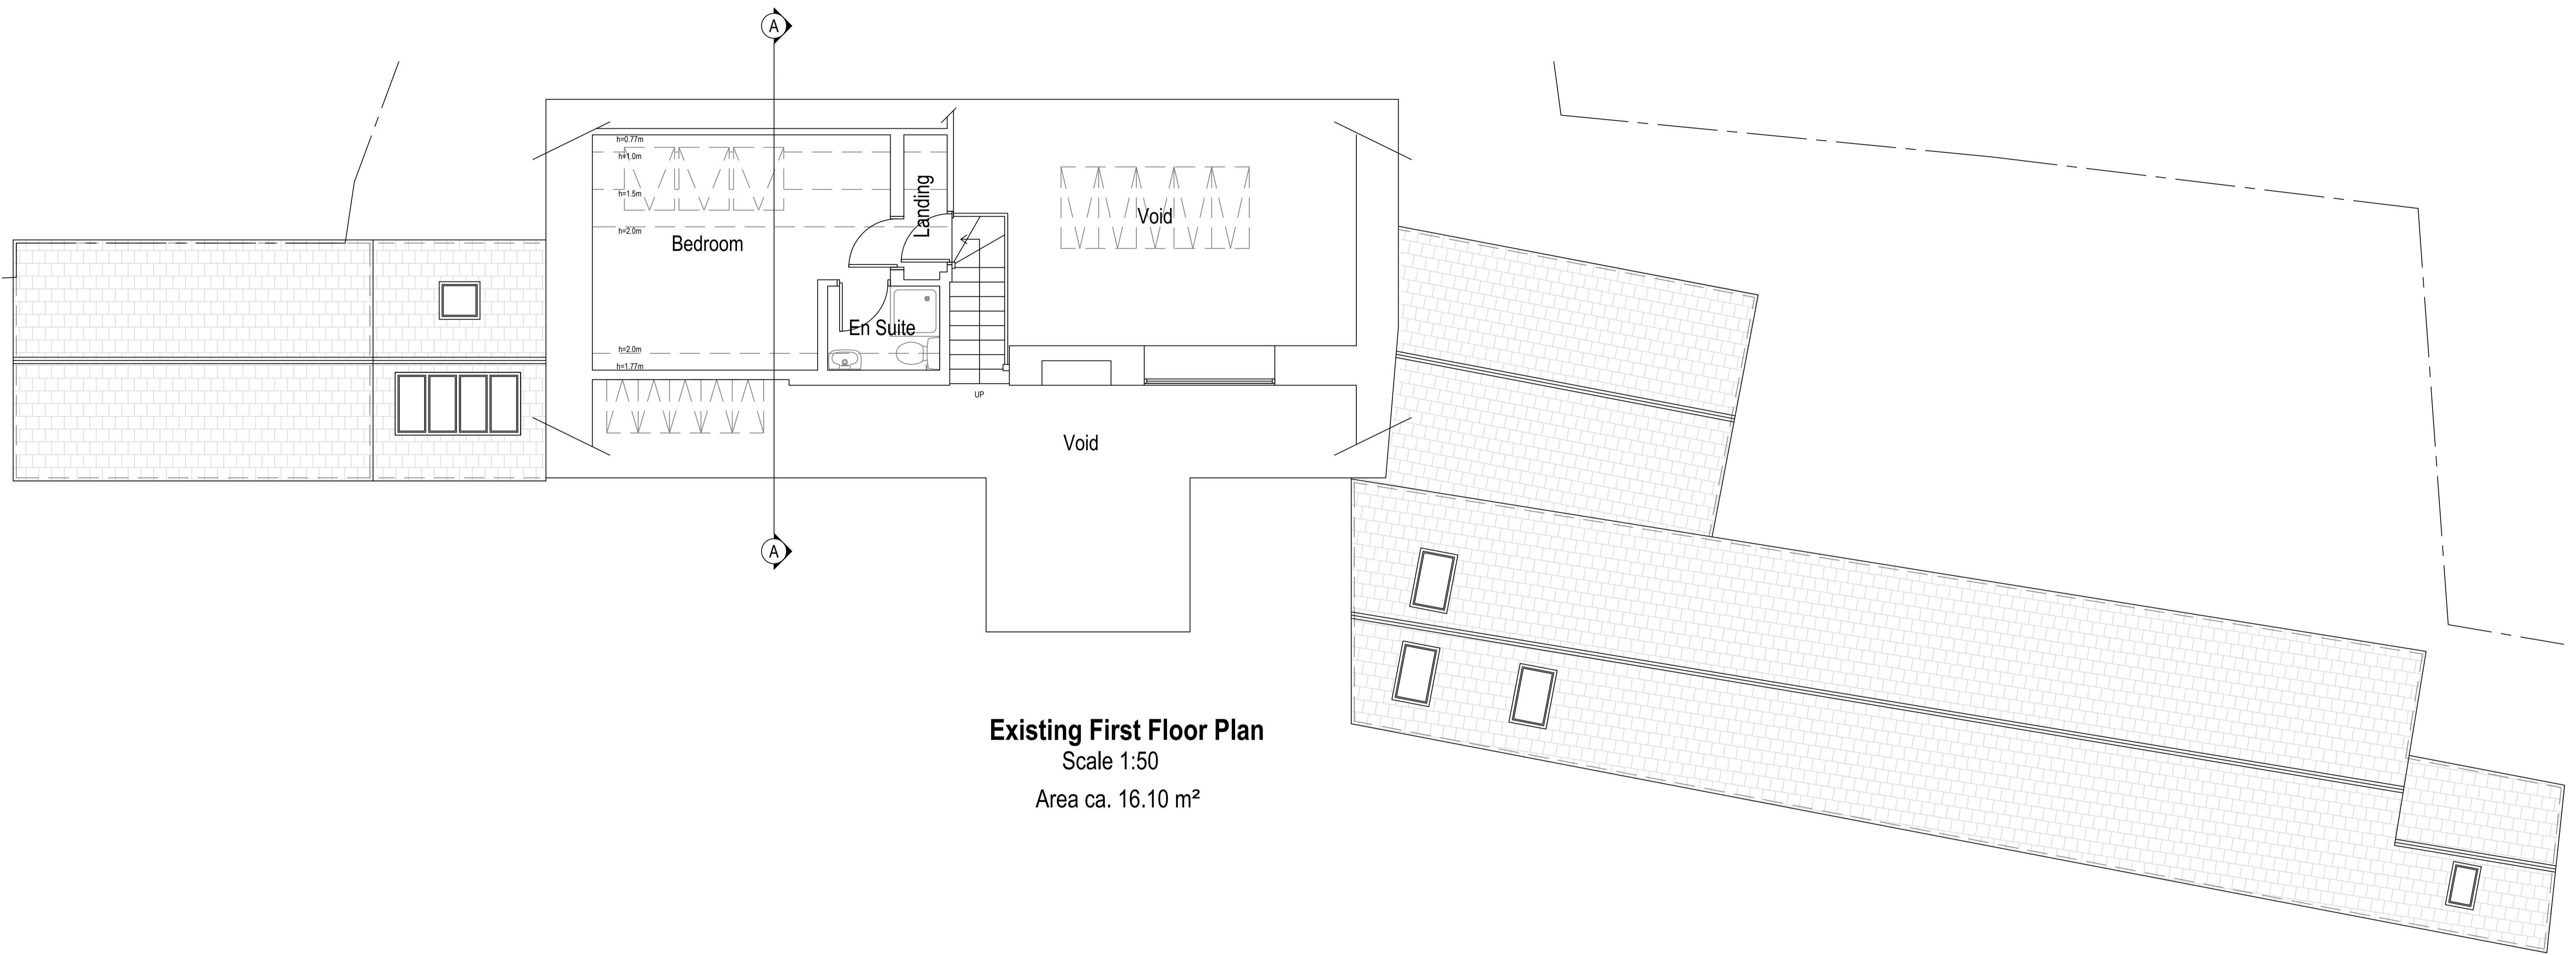 A
h=0.77m
h=1.0m
h=1.5m
h=2.0m
Landing
Void
Bedroom
En Suite
h=2.0m
h=1.77m
UP
Void
A
Existing First Floor Plan
Scale 1:50
Area ca. 16.10 m²